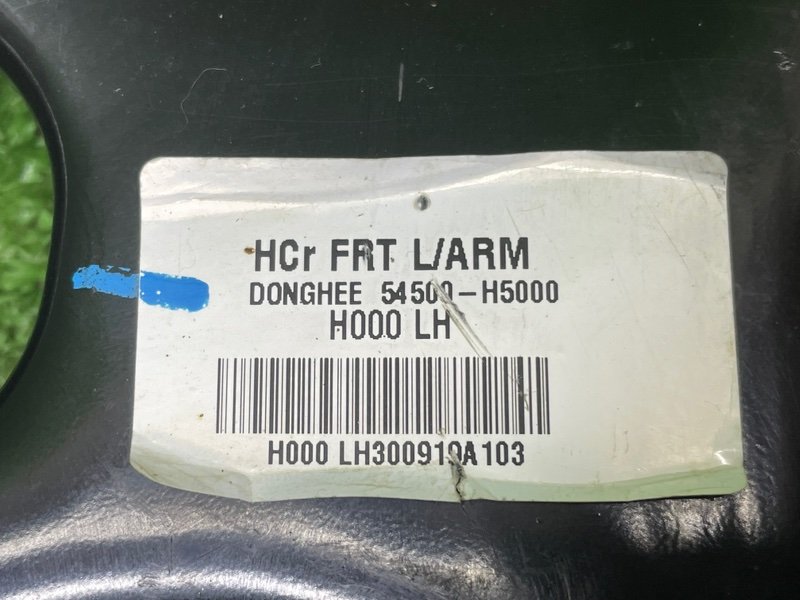 HCr FRT L/ARM
DONGHEE 54500-H5000
H000 LH
H000 LH300910A103